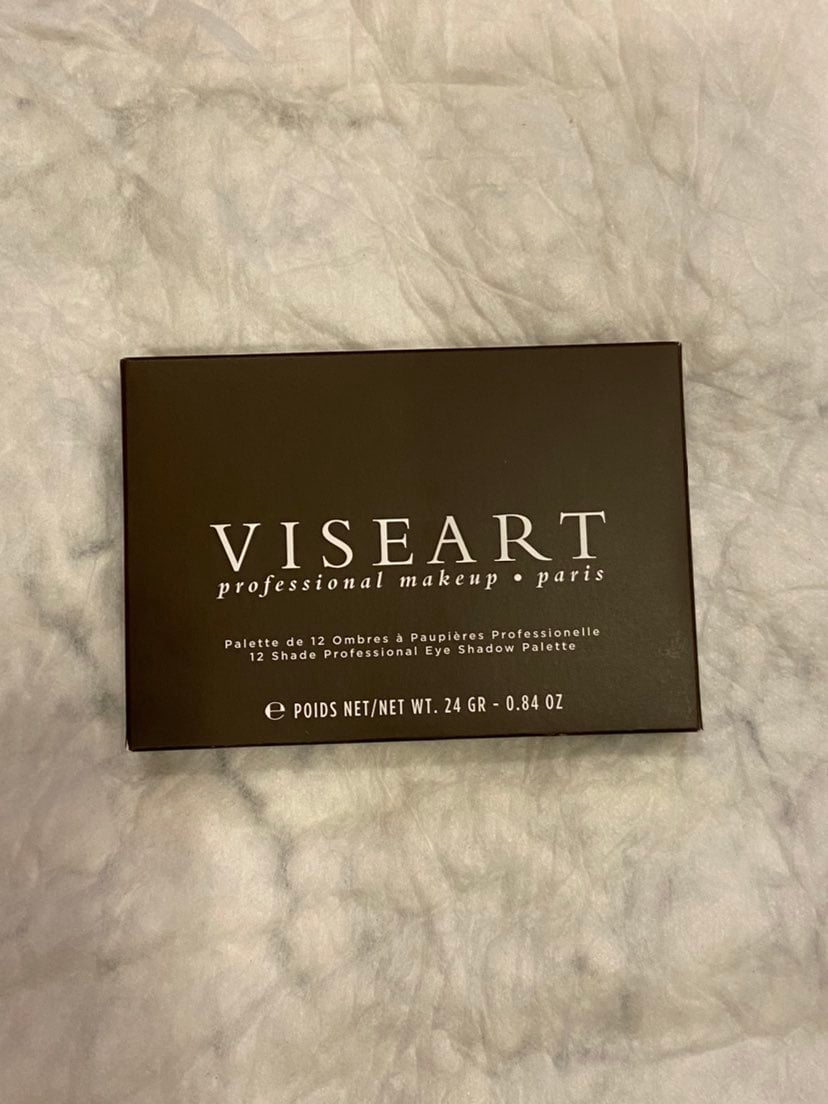 VISEART
professional makeup • paris
Palette de 12 Ombres à Paupières Professionelle
12 Shade Professional Eye Shadow Palette
℮ POIDS NET/NET WT. 24 GR - 0.84 OZ